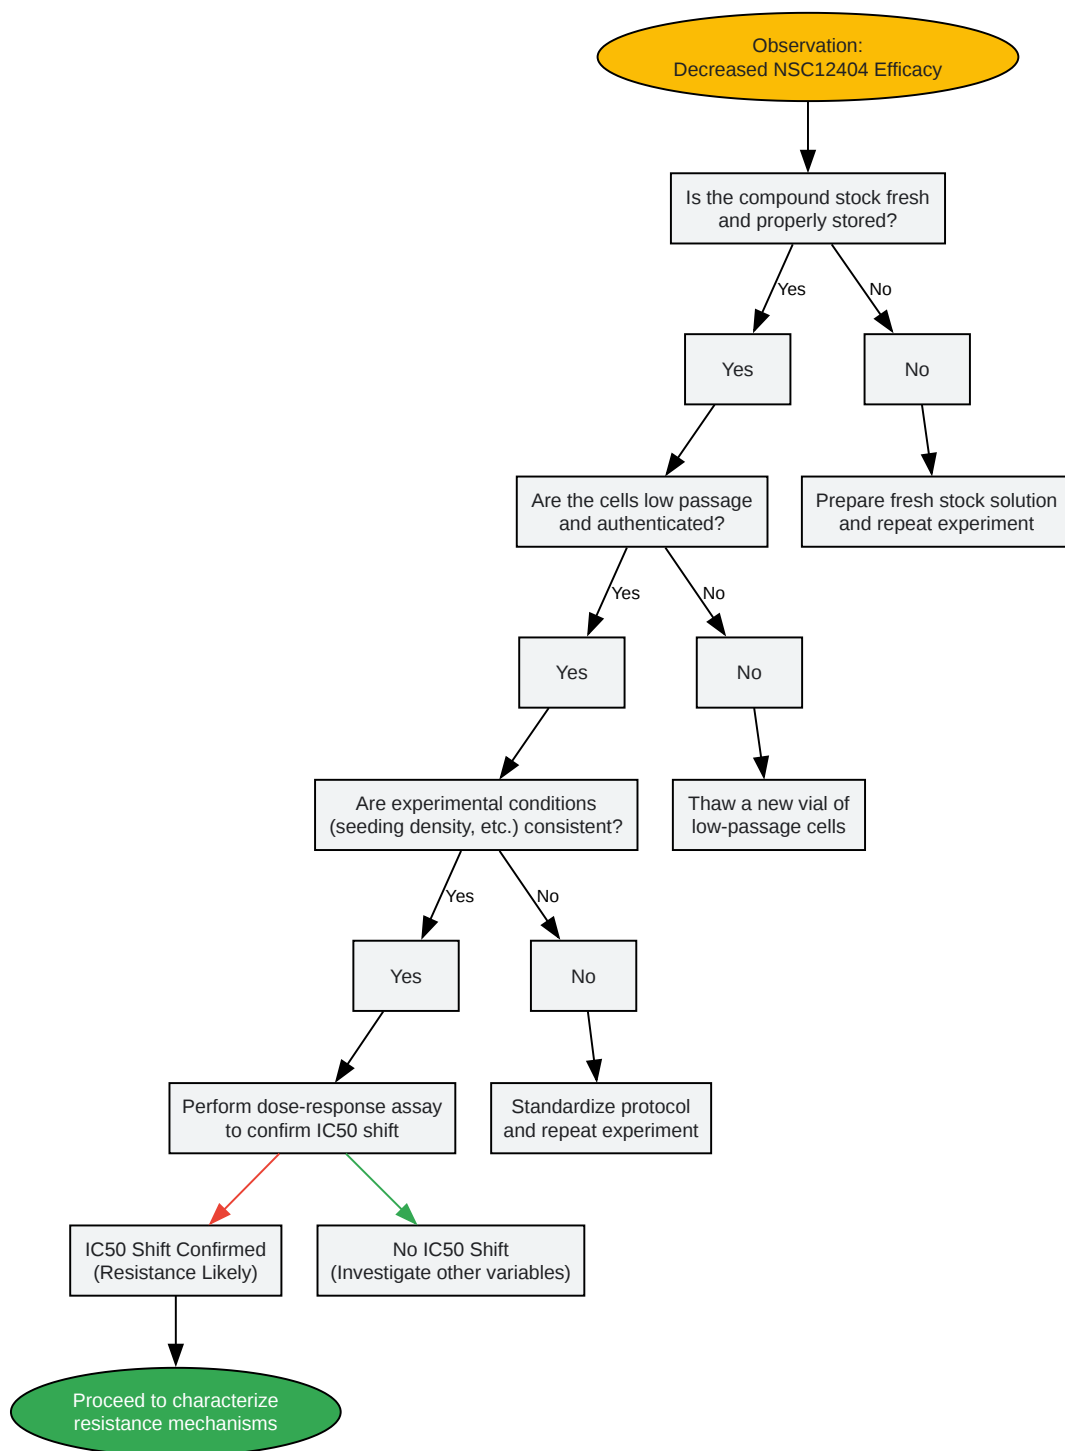 Observation:
Decreased NSC12404 Efficacy
Is the compound stock fresh
and properly stored?
Yes
No
Yes
No
Are the cells low passage
and authenticated?
Prepare fresh stock solution
and repeat experiment
Yes
No
Yes
No
Are experimental conditions
(seeding density, etc.) consistent?
Thaw a new vial of
low-passage cells
Yes
No
Yes
No
Perform dose-response assay
to confirm IC50 shift
Standardize protocol
and repeat experiment
IC50 Shift Confirmed
(Resistance Likely)
No IC50 Shift
(Investigate other variables)
Proceed to characterize
resistance mechanisms